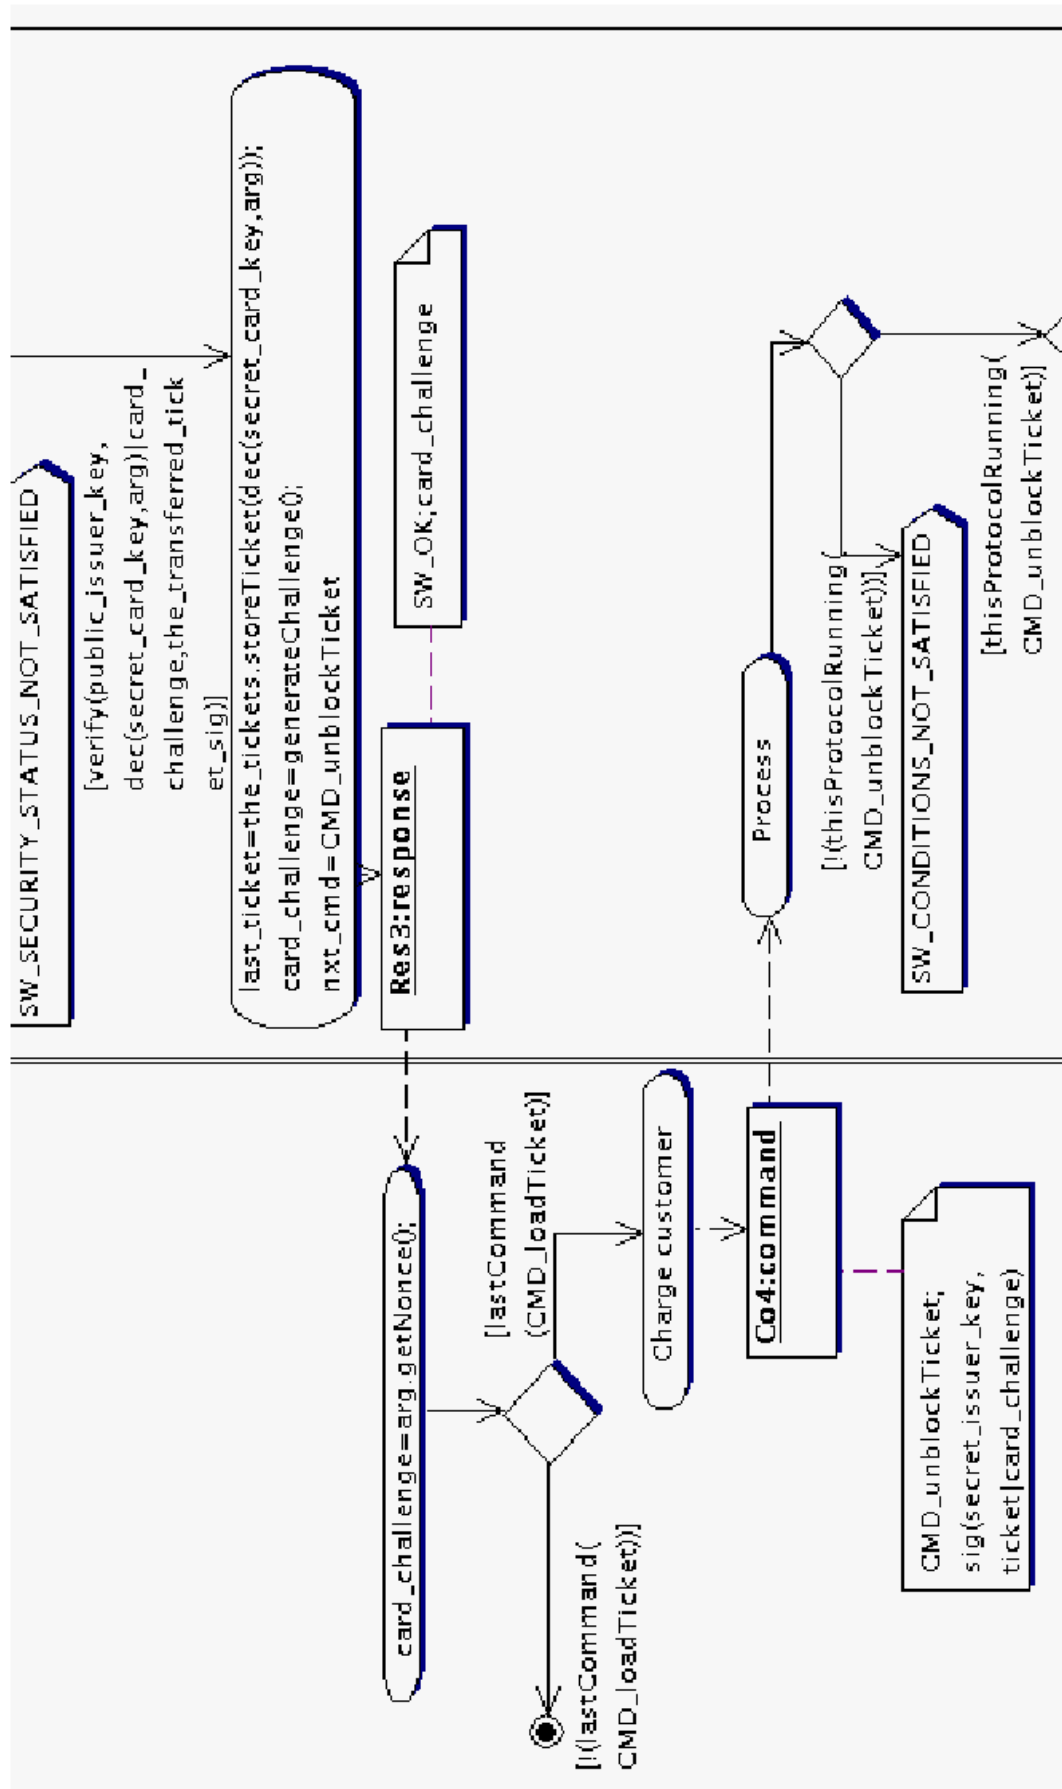 SW_SECURITY_STATUS_NOT_SATISFIED
[verify(public_issuer_key,
dec(secret_card_key,arg)|card_
challenge,the_transferred_tick
et_sig)]
last_ticket=the_tickets.storeTicket(dec(secret_card_key,arg));
card_challenge=generateChallenge();
nxt_cmd=CMD_unblockTicket
Res3:response
SW_OK;card_challenge
card_challenge=arg.getNonce();
[lastCommand
(CMD_loadTicket)]
[!(lastCommand(
CMD_loadTicket))]
Charge customer
Co4:command
CMD_unblockTicket;
sig(secret_issuer_key,
ticket|card_challenge)
Process
[!(thisProtocolRunning(
CMD_unblockTicket))]
SW_CONDITIONS_NOT_SATISFIED
[thisProtocolRunning(
CMD_unblockTicket)]